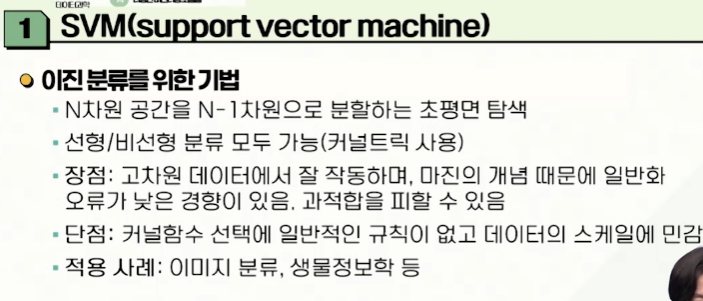 1 SVM(support vector machine)
이진 분류를 위한 기법
▪ N차원 공간을 N-1차원으로 분할하는 초평면 탐색
▪ 선형/비선형 분류 모두 가능(커널트릭 사용)
▪ 장점: 고차원 데이터에서 잘 작동하며, 마진의 개념 때문에 일반화
오류가 낮은 경향이 있음. 과적합을 피할 수 있음
▪ 단점: 커널함수 선택에 일반적인 규칙이 없고 데이터의 스케일에 민감
▪ 적용 사례: 이미지 분류, 생물정보학 등